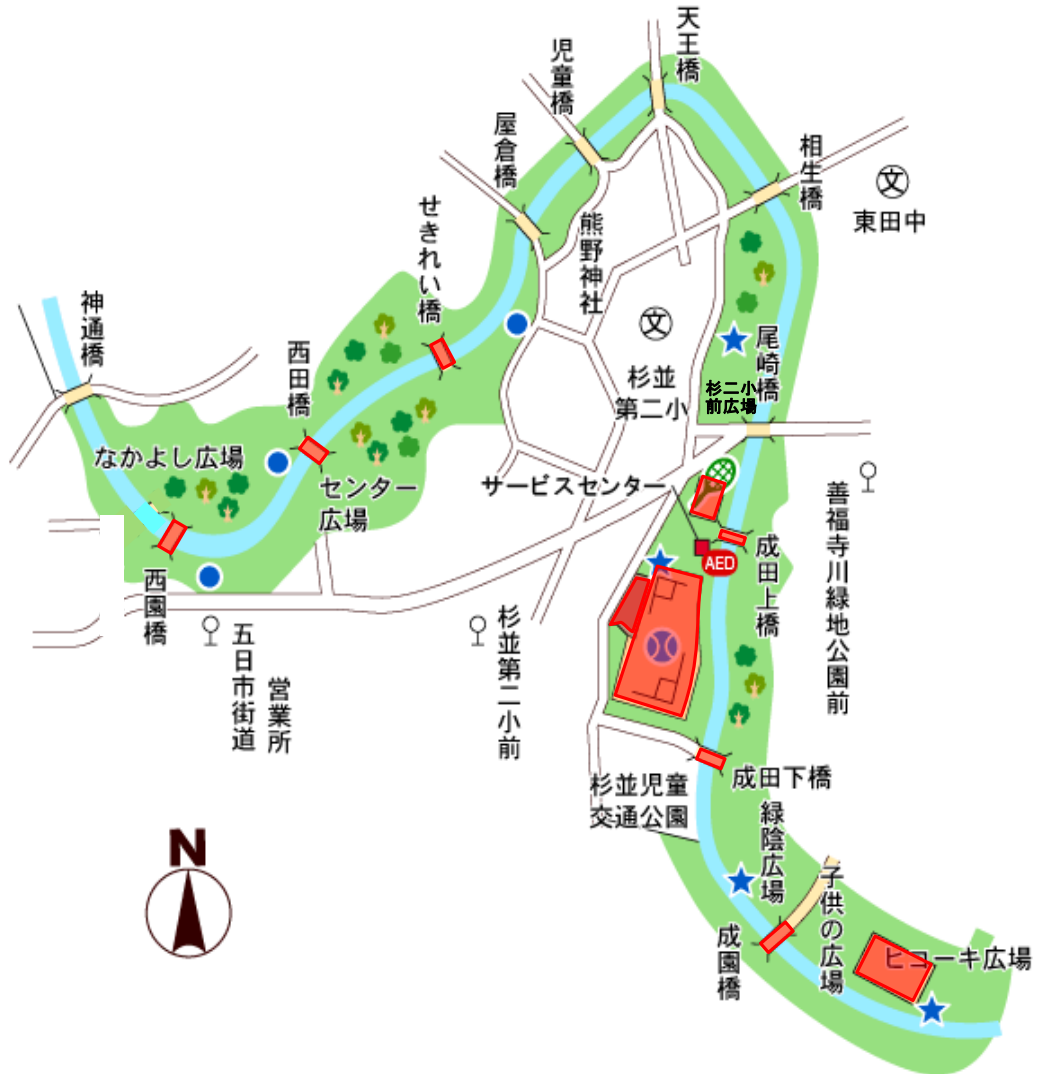 天王橋
児童橋
屋倉橋
相生橋
文
東田中
せきれい橋
熊野神社
神通橋
文
杉並
第二小
尾崎橋
杉二小
前広場
西田橋
なかよし広場
センター
広場
サービスセンター
善福寺川緑地公園前
成田上橋
AED
西園橋
五日市街道
営業所
杉並第二小前
成田下橋
杉並児童
交通公園
緑陰広場
N
子供の広場
成園橋
ヒコーキ広場